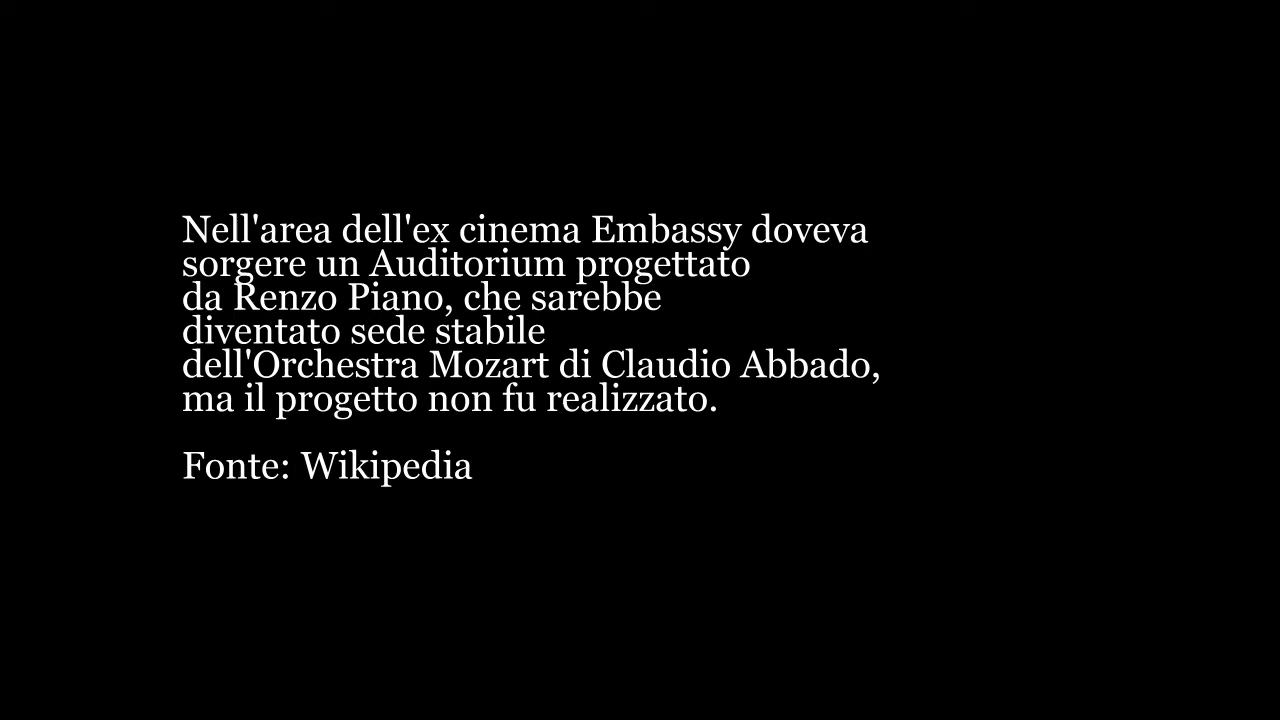 Nell'area dell'ex cinema Embassy doveva
sorgere un Auditorium progettato
da Renzo Piano, che sarebbe
diventato sede stabile
dell'Orchestra Mozart di Claudio Abbado,
ma il progetto non fu realizzato.
Fonte: Wikipedia